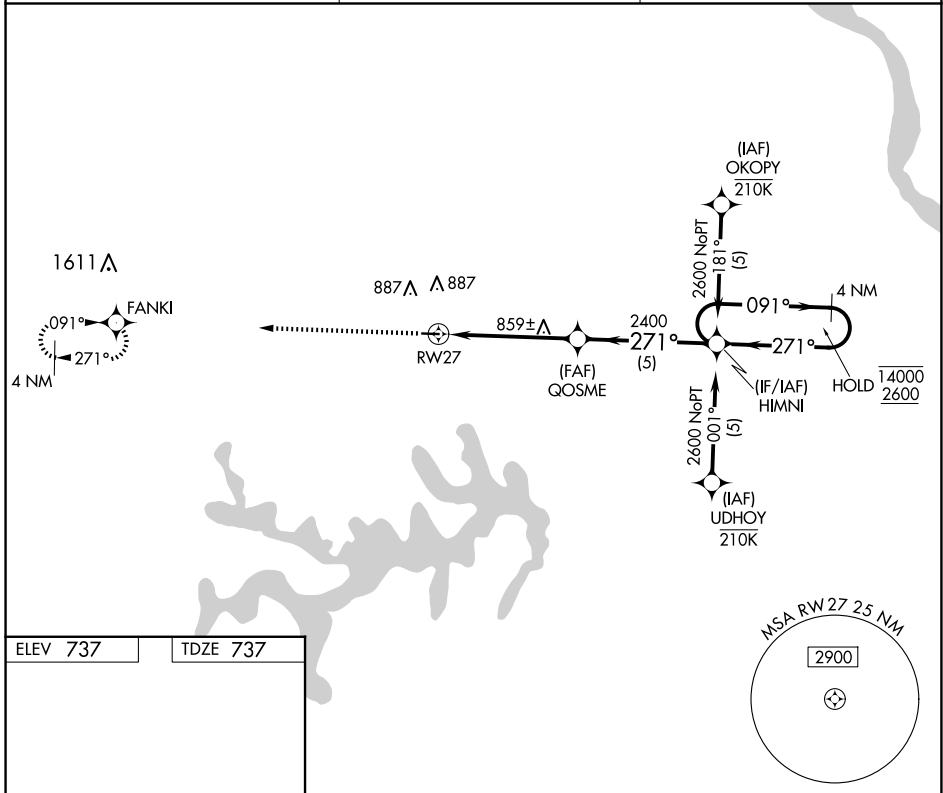 (IAF)
OKOPY
210K
2600 NoPT
181°
(5)
1611
FANKI
091°
271°
4 NM
887
887
859±
RW27
(FAF)
QOSME
2400
271°
(5)
091°
4 NM
271°
(IF/IAF)
HIMNI
HOLD
14000
2600
2600 NoPT
001°
(5)
(IAF)
UDHOY
210K
ELEV 737
TDZE 737
MSA RW27 25 NM
2900